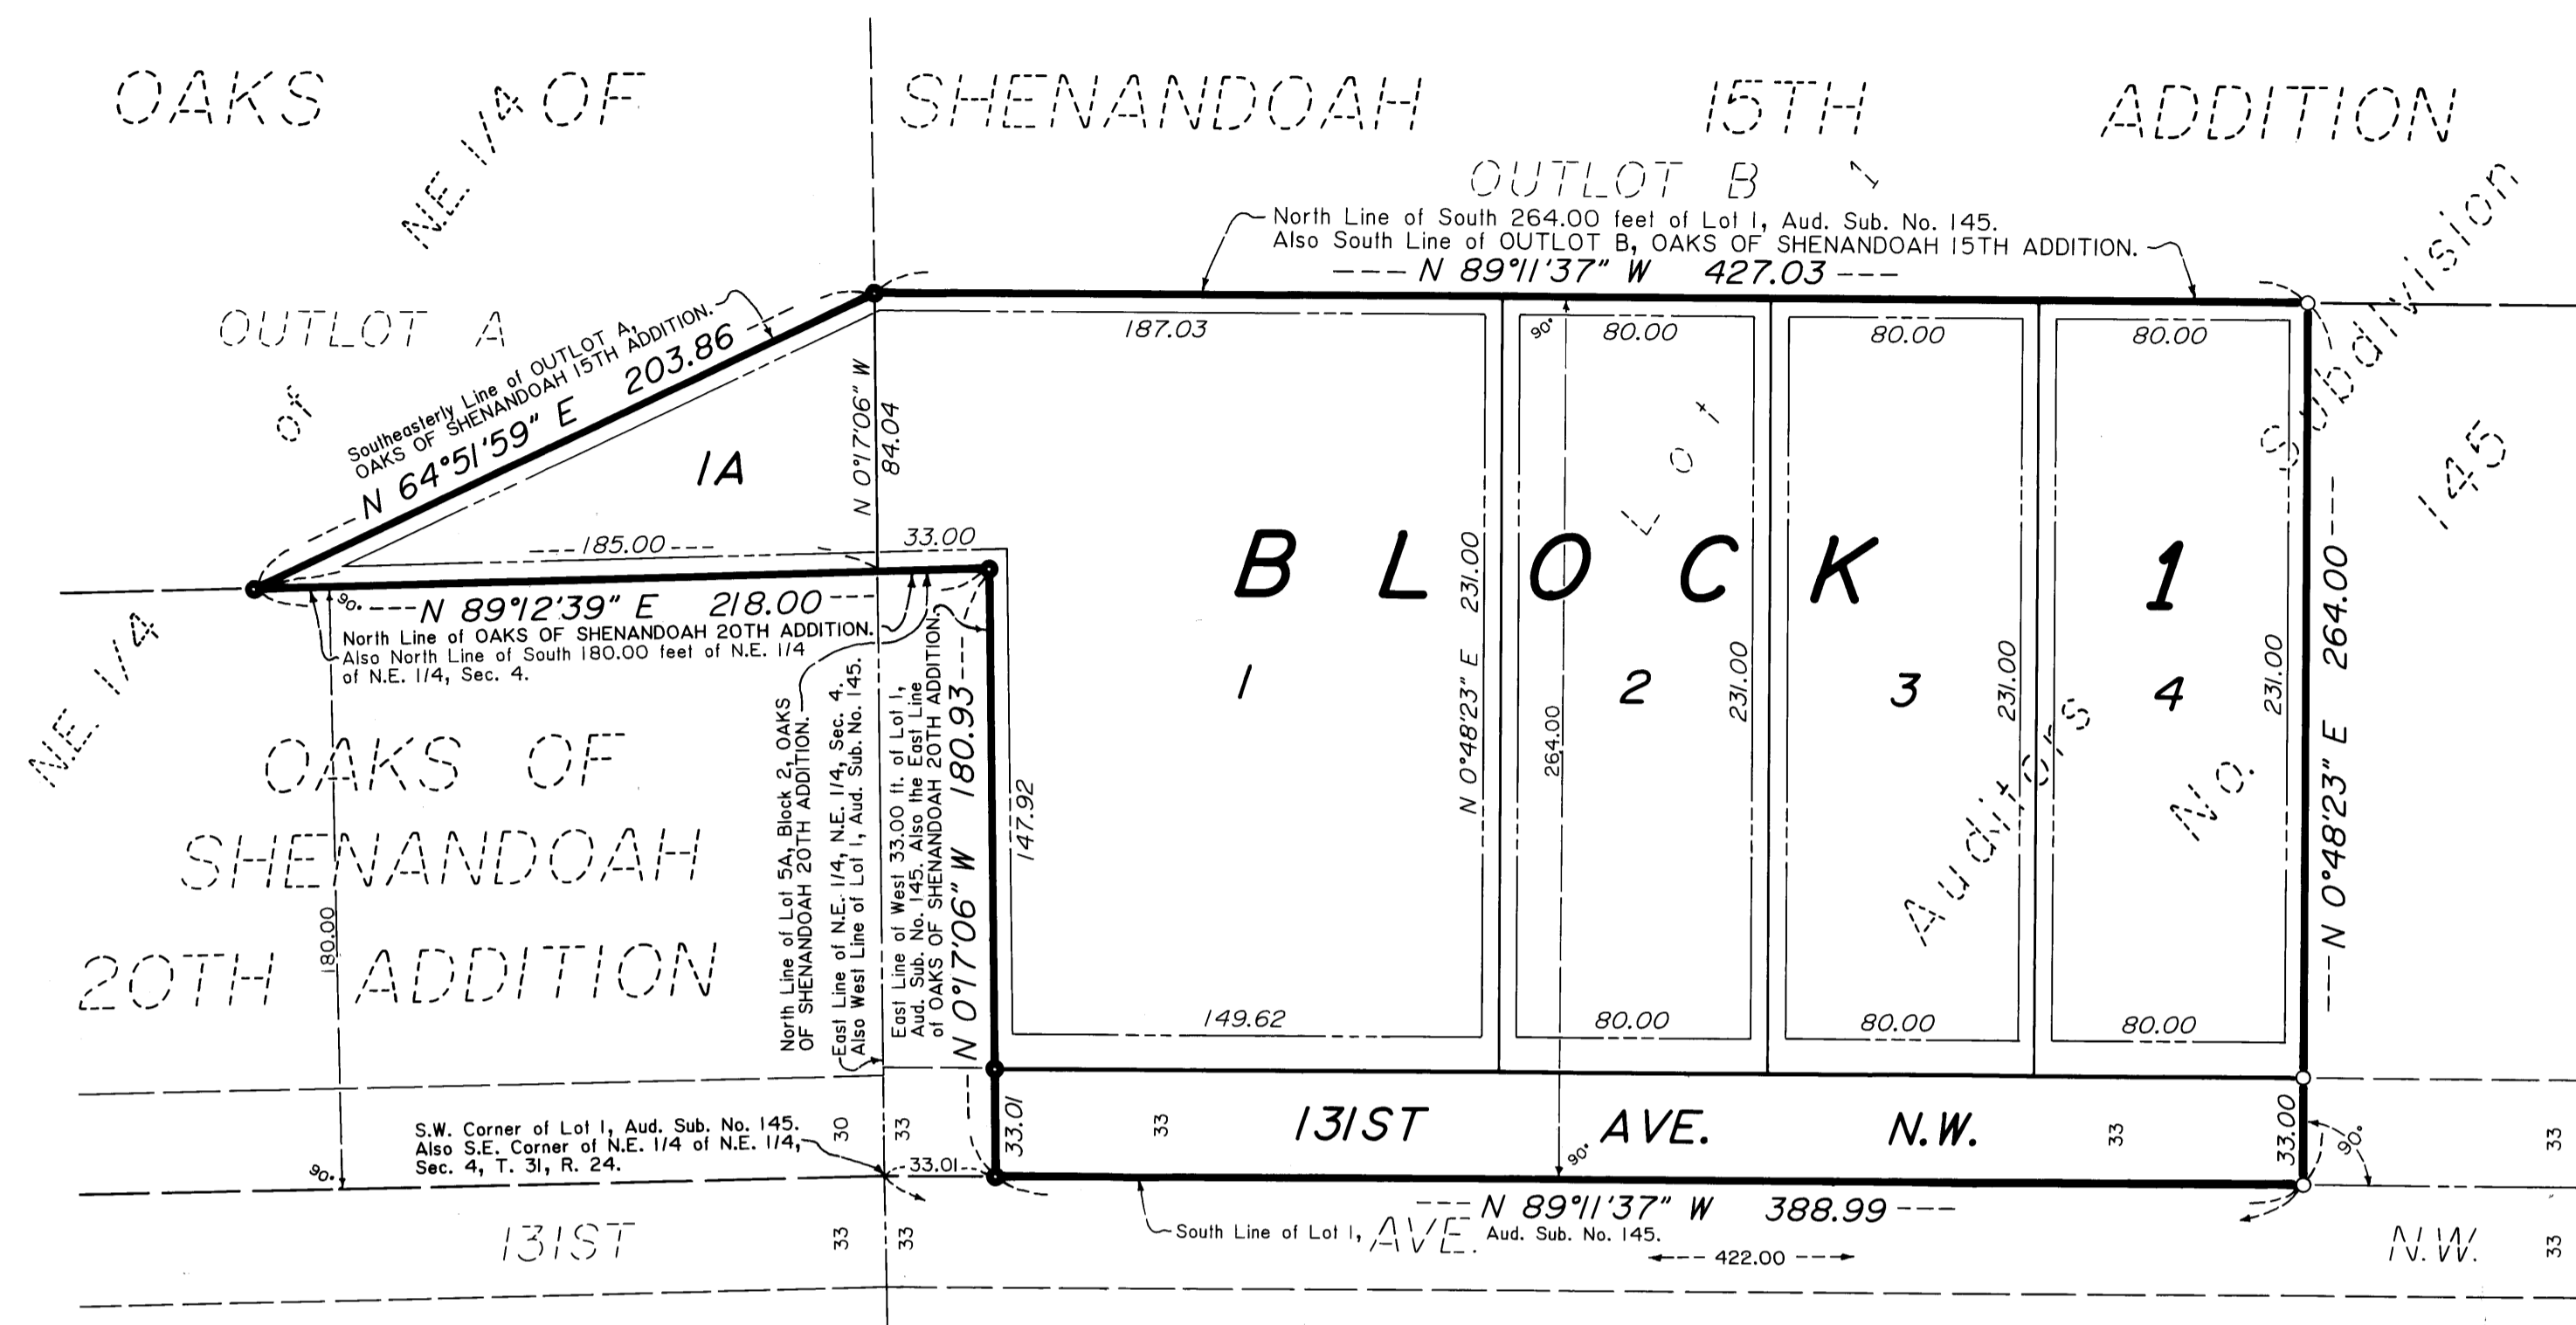 OAKS OF SHENANDOAH 15TH ADDITION
NE 1/4
OUTLOT B 1
North Line of South 264.00 feet of Lot 1, Aud. Sub. No. 145.
Also South Line of OUTLOT B, OAKS OF SHENANDOAH 15TH ADDITION.
--- N 89°11'37" W 427.03 ---
OUTLOT A
of
Southeasterly Line of OUTLOT A,
OAKS OF SHENANDOAH 15TH ADDITION.
N 64°51'59" E 203.86
187.03
90°
80.00
80.00
80.00
N 0°17'06" W
84.04
1A
Lot
Subdivision
145
---185.00---
33.00
BLOCK 1
90°
---N 89°12'39" E 218.00---
North Line of OAKS OF SHENANDOAH 20TH ADDITION.
Also North Line of South 180.00 feet of N.E. 1/4
of N.E. 1/4, Sec. 4.
NE 1/4
1
2
3
4
N 0°48'23" E 231.00
264.00
231.00
231.00
231.00
---N 0°48'23" E 264.00---
Auditors
No.
OAKS OF
SHENANDOAH
20TH ADDITION
180.00
North Line of Lot 5A, Block 2, OAKS
OF SHENANDOAH 20TH ADDITION.
East Line of N.E. 1/4, N.E. 1/4, Sec. 4.
Also West Line of Lot 1, Aud. Sub. No. 145.
East Line of West 33.00 ft. of Lot 1,
Aud. Sub. No. 145. Also the East Line
of OAKS OF SHENANDOAH 20TH ADDITION.
N 0°17'06" W 180.93---
147.92
149.62
80.00
80.00
80.00
S.W. Corner of Lot 1, Aud. Sub. No. 145.
Also S.E. Corner of N.E. 1/4 of N.E. 1/4,
Sec. 4, T. 31, R. 24.
90°
30
33
33.01
33.01
33
131ST AVE. N.W.
90°
33
33.00
90°
33
--- N 89°11'37" W 388.99 ---
South Line of Lot 1, Aud. Sub. No. 145.
--- 422.00 ---
131ST AVE. N.W.
33
33
33